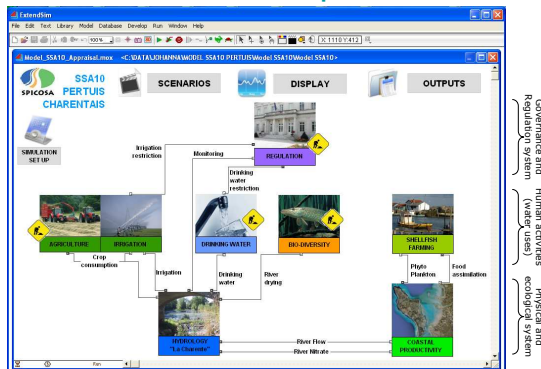 ExtendSim
File Edit Text Library Model Database Develop Run Window Help
100%
X 1110 Y 412
Model_SSA10_Appraisal.mox <C:\DATA\JOHANNA\MODEL SSA10 PERTUIS\Model SSA10\Model SSA10>
SPICOSA
SSA10
PERTUIS
CHARENTAIS
SCENARIOS
DISPLAY
OUTPUTS
SIMULATION
SET UP
Irrigation
restriction
Monitoring
REGULATION
Drinking
water
restriction
AGRICULTURE
IRRIGATION
DRINKING WATER
BIO-DIVERSITY
SHELLFISH
FARMING
Crop
consumption
Irrigation
Drinking
water
River
drying
Phyto
Plankton
Food
assimilation
HYDROLOGY
"La Charente"
River Flow
River Nitrate
COASTAL
PRODUCTIVITY
Run
Governance and
Regulation system
Human activities
(water uses)
Physical and
ecological system